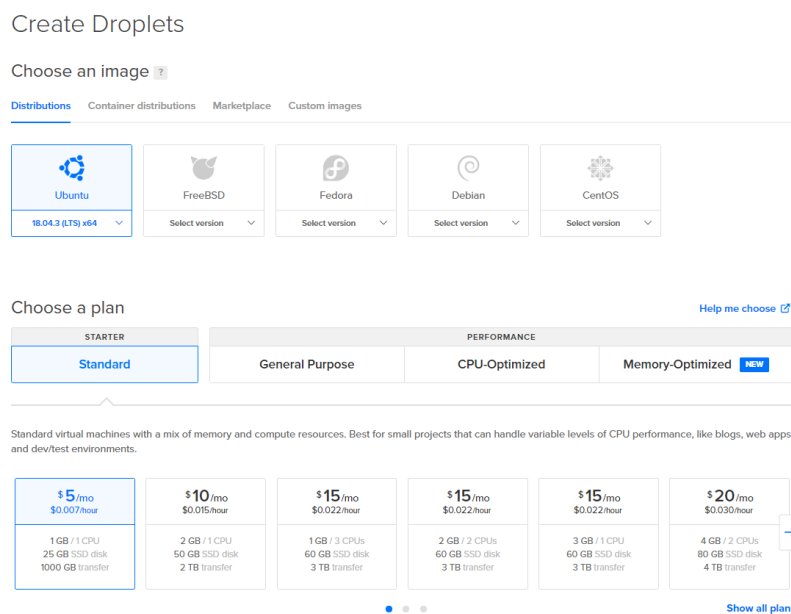 Create Droplets
Choose an image ?
Distributions Container distributions Marketplace Custom images
Ubuntu FreeBSD Fedora Debian CentOS
18.04.3 (LTS) x64 Select version Select version Select version Select version
Choose a plan Help me choose
STARTER PERFORMANCE
Standard General Purpose CPU-Optimized Memory-Optimized NEW
Standard virtual machines with a mix of memory and compute resources. Best for small projects that can handle variable levels of CPU performance, like blogs, web apps
and dev/test environments.
$5/mo $10/mo $15/mo $15/mo $15/mo $20/mo
$0.007/hour $0.015/hour $0.022/hour $0.022/hour $0.022/hour $0.030/hour
1 GB / 1 CPU 2 GB / 1 CPU 1 GB / 3 CPUs 2 GB / 2 CPUs 3 GB / 1 CPU 4 GB / 2 CPUs
25 GB SSD disk 50 GB SSD disk 60 GB SSD disk 60 GB SSD disk 60 GB SSD disk 80 GB SSD disk
1000 GB transfer 2 TB transfer 3 TB transfer 3 TB transfer 3 TB transfer 4 TB transfer
Show all plan